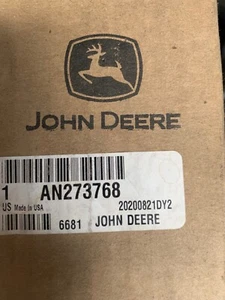 JOHN DEERE
1 AN273768
US Made in USA 20200821DY2
6681 JOHN DEERE